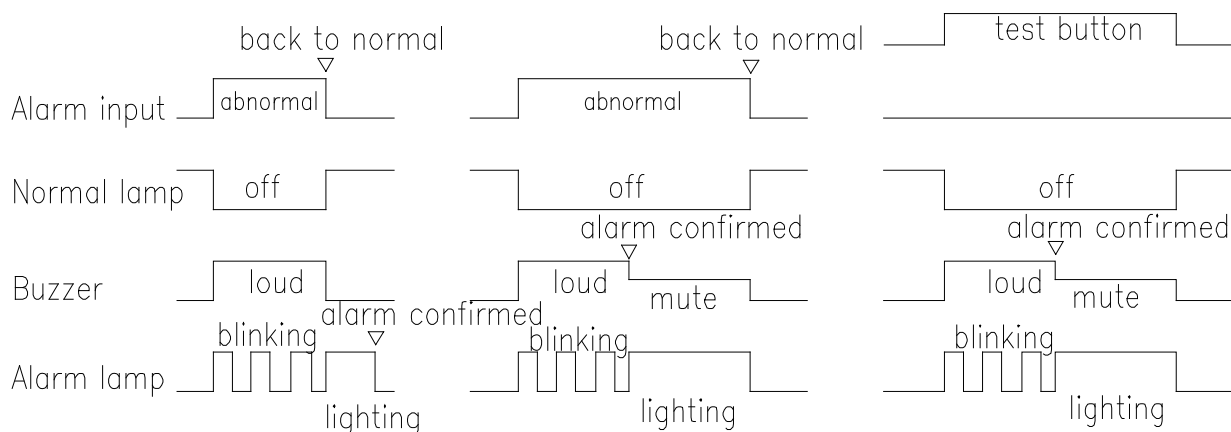 back to normal
back to normal
test button
Alarm input
abnormal
abnormal
Normal lamp
off
off
off
alarm confirmed
alarm confirmed
Buzzer
loud
loud
mute
loud
mute
alarm confirmed
blinking
blinking
blinking
Alarm lamp
lighting
lighting
lighting